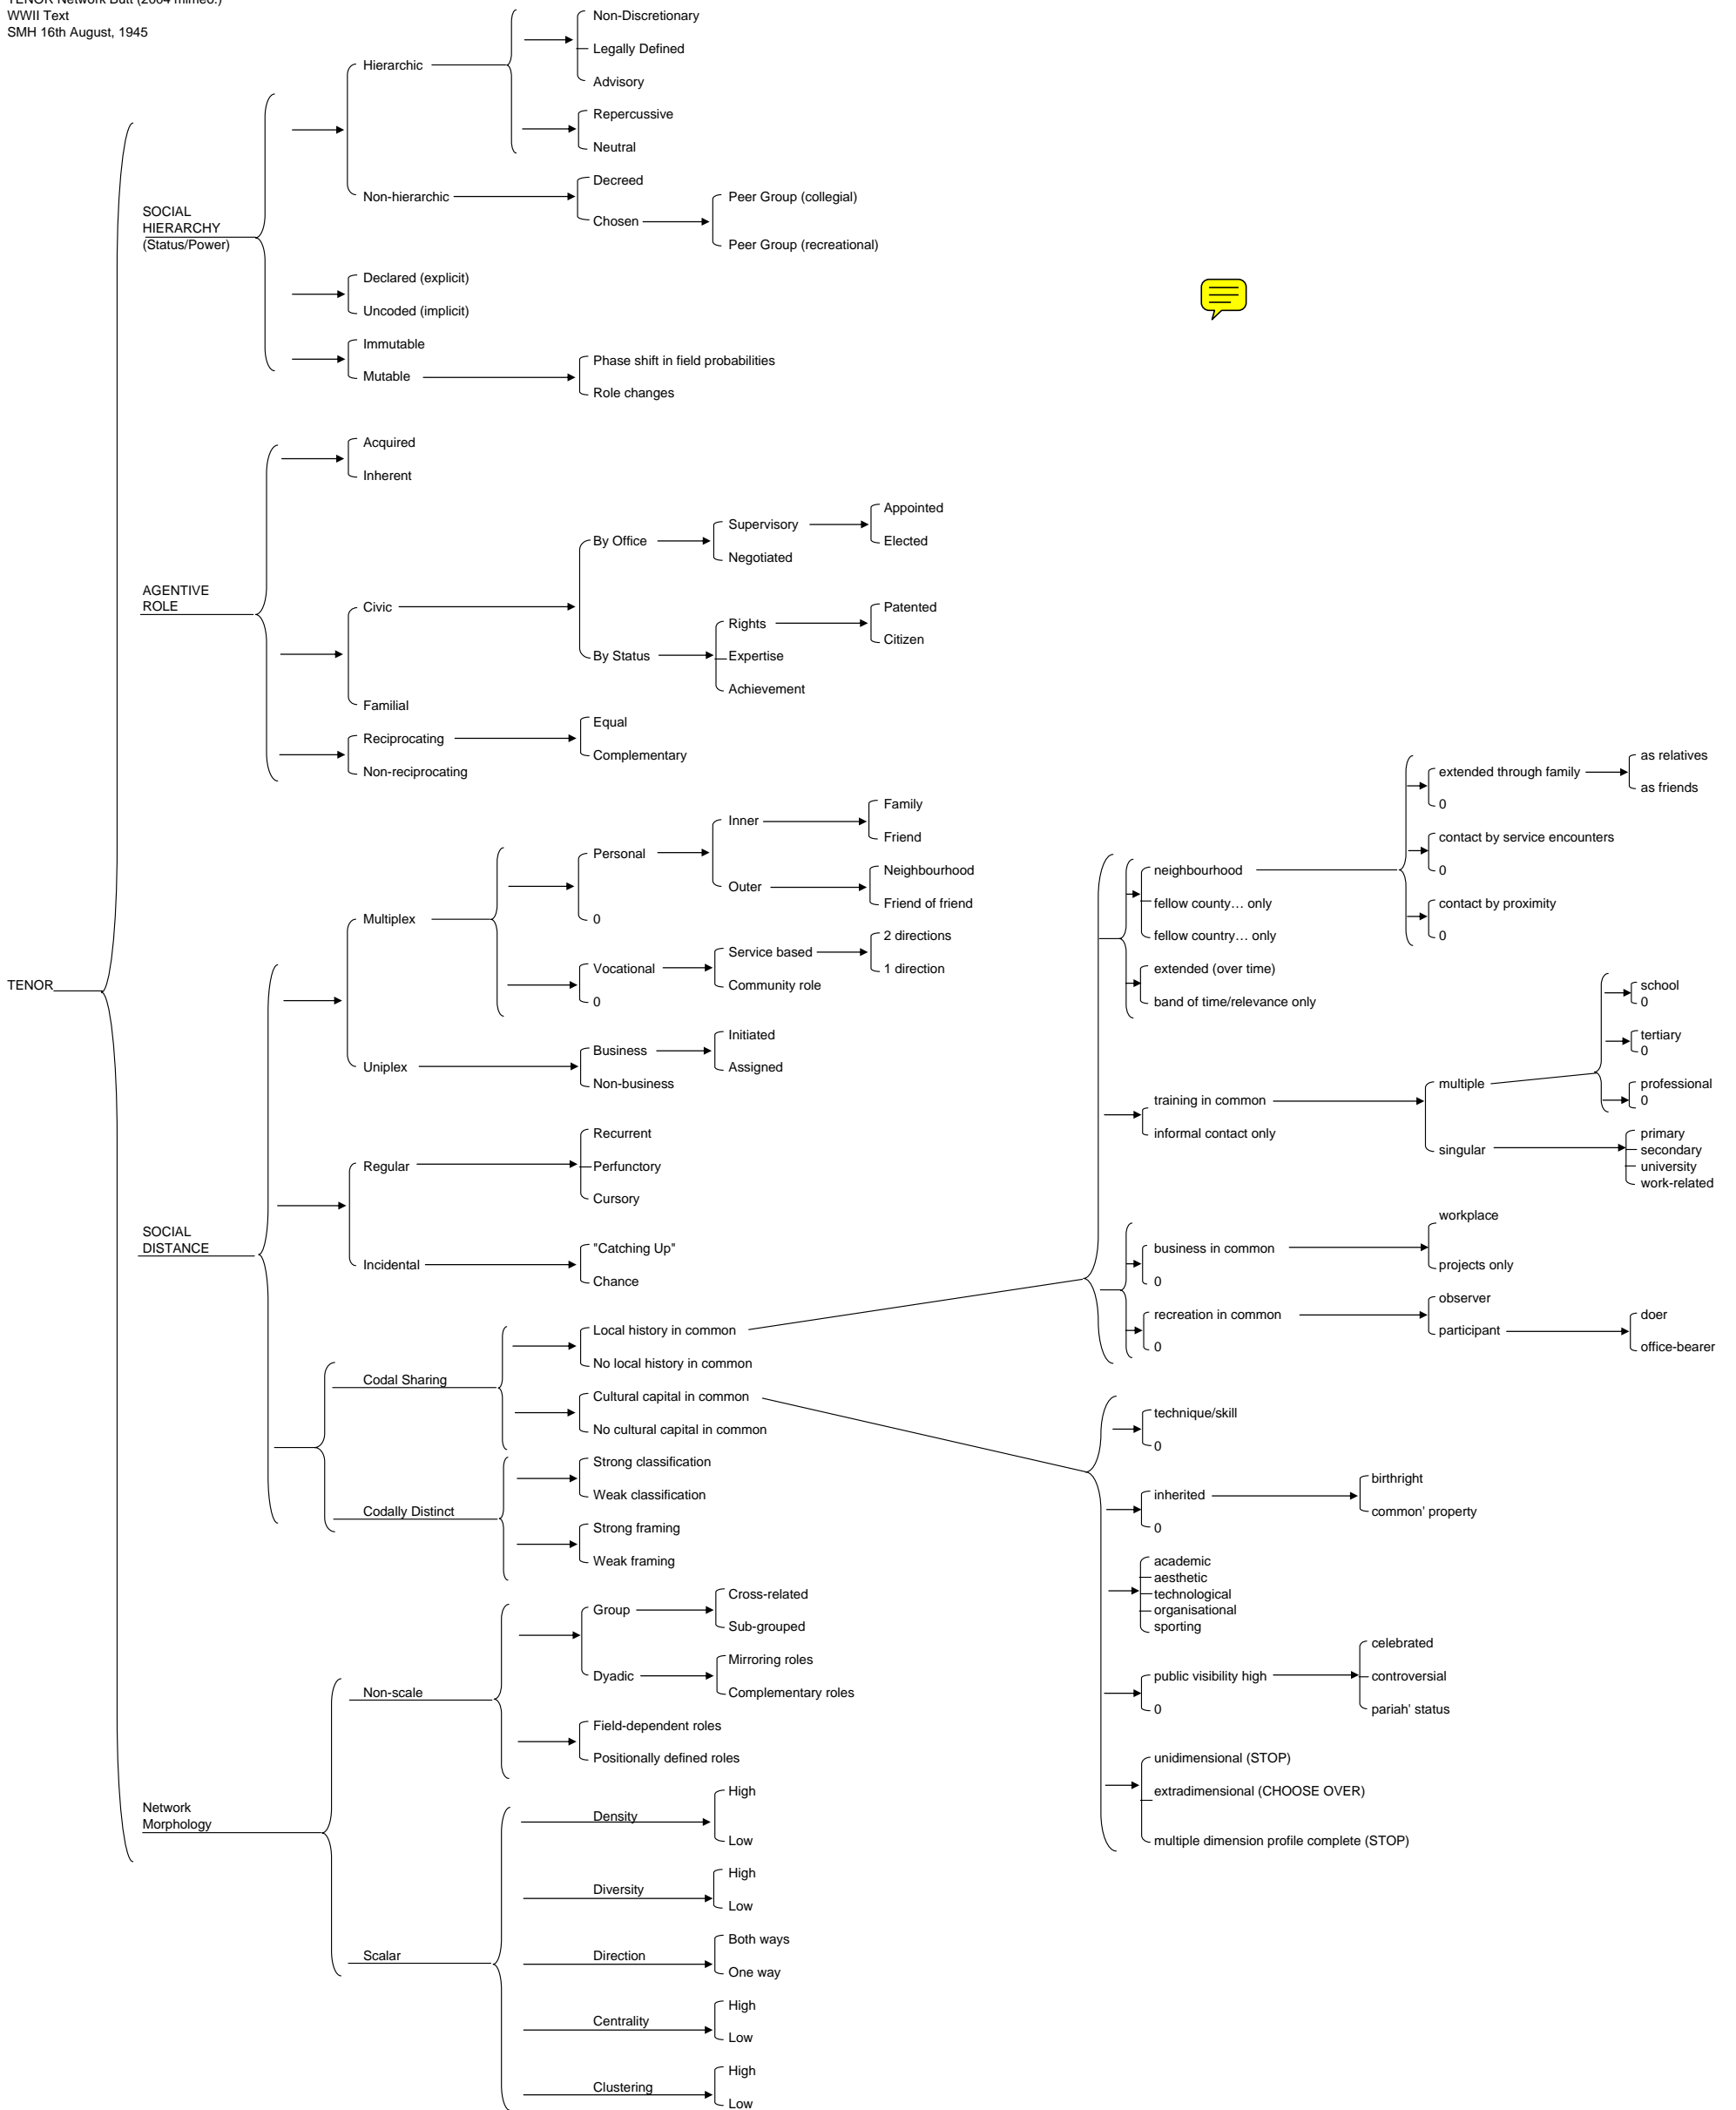 TENOR Network Butt (2004 mimeo.)
WWII Text
SMH 16th August, 1945
TENOR
SOCIAL
HIERARCHY
(Status/Power)
Hierarchic
Non-Discretionary
Legally Defined
Advisory
Repercussive
Neutral
Non-hierarchic
Decreed
Chosen
Peer Group (collegial)
Peer Group (recreational)
Declared (explicit)
Uncoded (implicit)
Immutable
Mutable
Phase shift in field probabilities
Role changes
AGENTIVE
ROLE
Acquired
Inherent
Civic
By Office
Supervisory
Appointed
Elected
Negotiated
By Status
Rights
Patented
Citizen
Expertise
Achievement
Familial
Reciprocating
Equal
Complementary
Non-reciprocating
SOCIAL
DISTANCE
Multiplex
Personal
Inner
Family
Friend
Outer
Neighbourhood
Friend of friend
0
Vocational
Service based
2 directions
1 direction
Community role
0
Uniplex
Business
Initiated
Assigned
Non-business
Regular
Recurrent
Perfunctory
Cursory
Incidental
"Catching Up"
Chance
Codal Sharing
Local history in common
No local history in common
Cultural capital in common
No cultural capital in common
Codally Distinct
Strong classification
Weak classification
Strong framing
Weak framing
neighbourhood
extended through family
as relatives
as friends
0
contact by service encounters
0
contact by proximity
0
fellow county… only
fellow country… only
extended (over time)
band of time/relevance only
training in common
multiple
school
0
tertiary
0
professional
0
singular
primary
secondary
university
work-related
informal contact only
business in common
workplace
projects only
0
recreation in common
observer
participant
doer
office-bearer
0
technique/skill
0
inherited
birthright
common' property
0
academic
aesthetic
technological
organisational
sporting
public visibility high
celebrated
controversial
pariah' status
0
unidimensional (STOP)
extradimensional (CHOOSE OVER)
multiple dimension profile complete (STOP)
Network
Morphology
Non-scale
Group
Cross-related
Sub-grouped
Dyadic
Mirroring roles
Complementary roles
Field-dependent roles
Positionally defined roles
Scalar
Density
High
Low
Diversity
High
Low
Direction
Both ways
One way
Centrality
High
Low
Clustering
High
Low